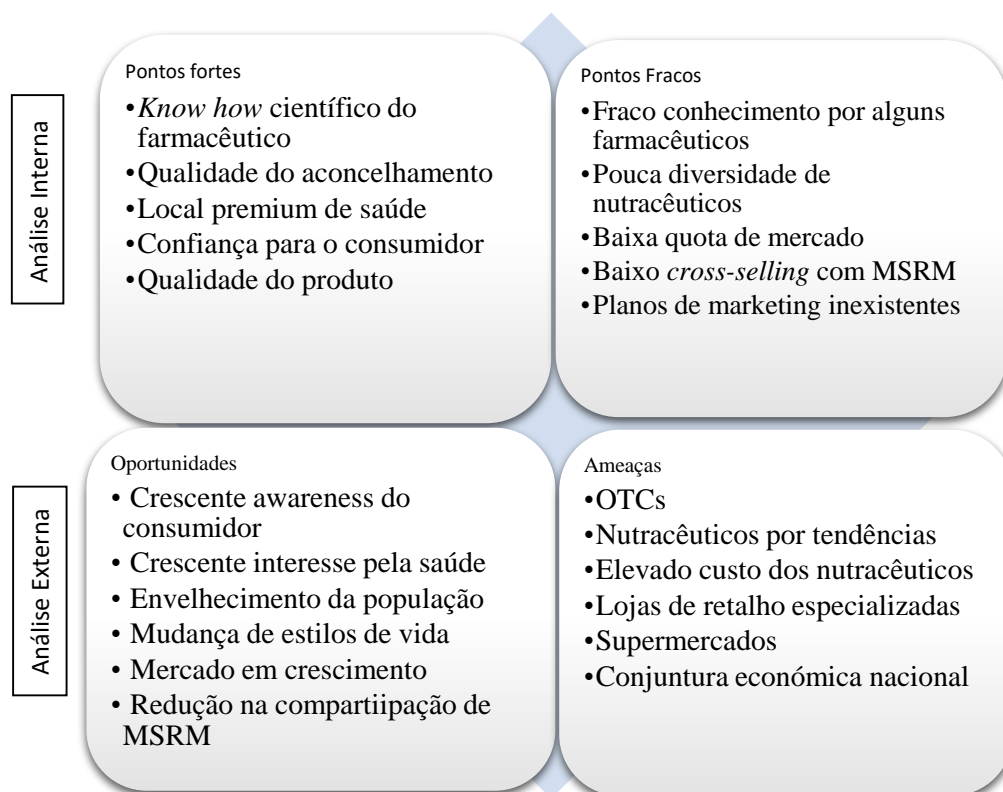 Análise Interna
Pontos fortes
•Know how científico do
farmacêutico
•Qualidade do aconcelhamento
•Local premium de saúde
•Confiança para o consumidor
•Qualidade do produto
Pontos Fracos
•Fraco conhecimento por alguns
farmacêuticos
•Pouca diversidade de
nutracêuticos
•Baixa quota de mercado
•Baixo cross-selling com MSRM
•Planos de marketing inexistentes
Análise Externa
Oportunidades
• Crescente awareness do
consumidor
• Crescente interesse pela saúde
• Envelhecimento da população
• Mudança de estilos de vida
• Mercado em crescimento
• Redução na compartiipação de
MSRM
Ameaças
•OTCs
•Nutracêuticos por tendências
•Elevado custo dos nutracêuticos
•Lojas de retalho especializadas
•Supermercados
•Conjuntura económica nacional